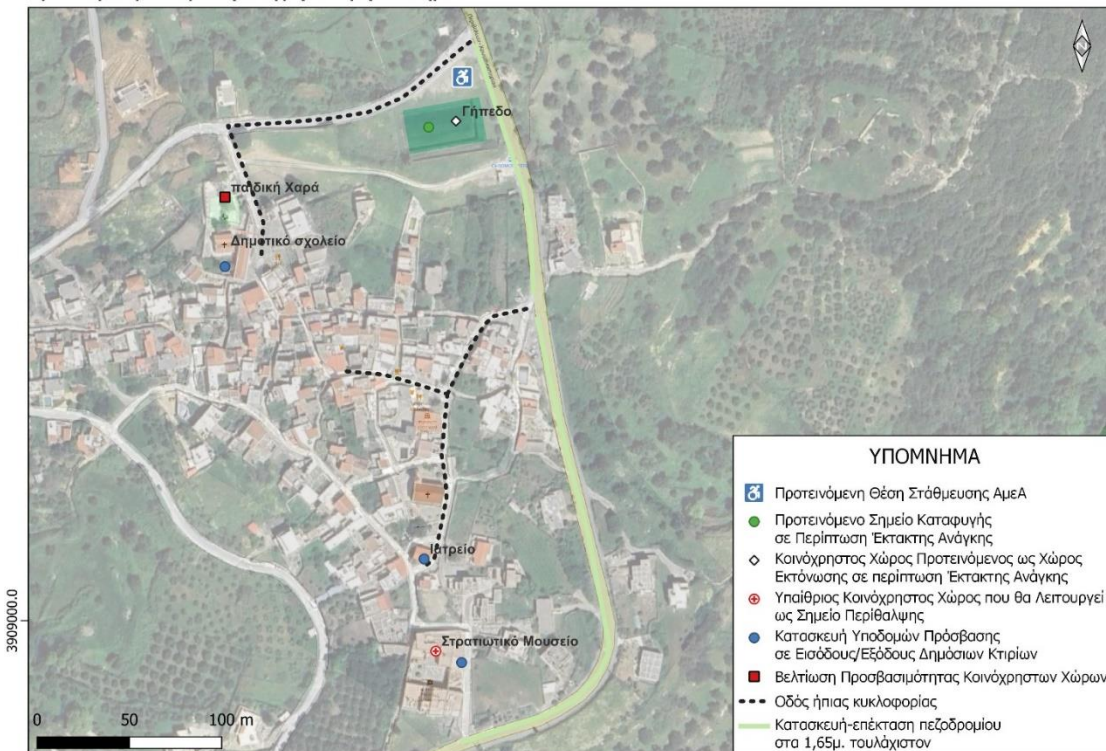 Γήπεδο
παιδική Χαρά
Δημοτικό σχολείο
Ιατρείο
Στρατιωτικό Μουσείο
3909000.0
0 50 100 m
ΥΠΟΜΝΗΜΑ
Προτεινόμενη Θέση Στάθμευσης ΑμεΑ
Προτεινόμενο Σημείο Καταφυγής
σε Περίπτωση Έκτακτης Ανάγκης
Κοινόχρηστος Χώρος Προτεινόμενος ως Χώρος
Εκτόνωσης σε περίπτωση Έκτακτης Ανάγκης
Υπαίθριος Κοινόχρηστος Χώρος που θα Λειτουργεί
ως Σημείο Περίθαλψης
Κατασκευή Υποδομών Πρόσβασης
σε Εισόδους/Εξόδους Δημόσιων Κτιρίων
Βελτίωση Προσβασιμότητας Κοινόχρηστων Χώρων
Οδός ήπιας κυκλοφορίας
Κατασκευή-επέκταση πεζοδρομίου
στα 1,65μ. τουλάχιστον